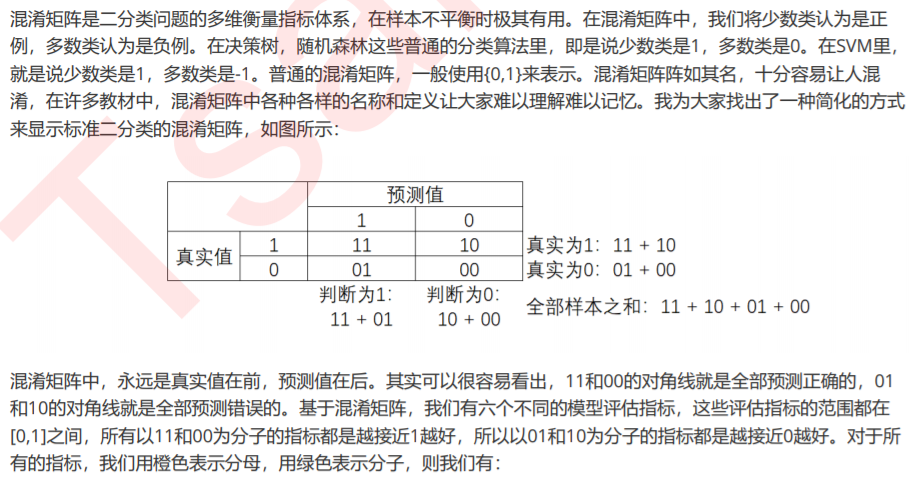 混淆矩阵是二分类问题的多维衡量指标体系，在样本不平衡时极其有用。在混淆矩阵中，我们将少数类认为是正
例，多数类认为是负例。在决策树，随机森林这些普通的分类算法里，即是说少数类是1，多数类是0。在SVM里，
就是说少数类是1，多数类是-1。普通的混淆矩阵，一般使用{0,1}来表示。混淆矩阵阵如其名，十分容易让人混
淆，在许多教材中，混淆矩阵中各种各样的名称和定义让大家难以理解难以记忆。我为大家找出了一种简化的方式
来显示标准二分类的混淆矩阵，如图所示：
预测值
1 0
真实值 1 11 10 真实为1：11 + 10
0 01 00 真实为0：01 + 00
判断为1： 判断为0：
11 + 01 10 + 00
全部样本之和：11 + 10 + 01 + 00
混淆矩阵中，永远是真实值在前，预测值在后。其实可以很容易看出，11和00的对角线就是全部预测正确的，01
和10的对角线就是全部预测错误的。基于混淆矩阵，我们有六个不同的模型评估指标，这些评估指标的范围都在
[0,1]之间，所有以11和00为分子的指标都是越接近1越好，所以以01和10为分子的指标都是越接近0越好。对于所
有的指标，我们用橙色表示分母，用绿色表示分子，则我们有：